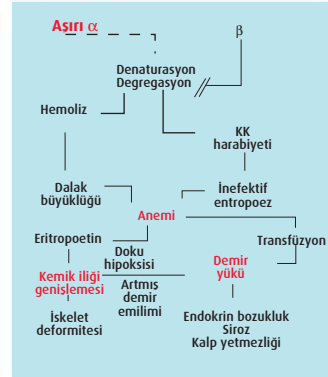 Aşırı α
β
Denaturasyon
Degregasyon
Hemoliz
KK
harabiyeti
Dalak
büyüklüğü
İnefektif
entropoez
Anemi
Eritropoetin
Doku
hipoksisi
Transfüzyon
Kemik iliği
genişlemesi
Demir
yükü
Artmış
demir
emilimi
İskelet
deformitesi
Endokrin bozukluk
Siroz
Kalp yetmezliği